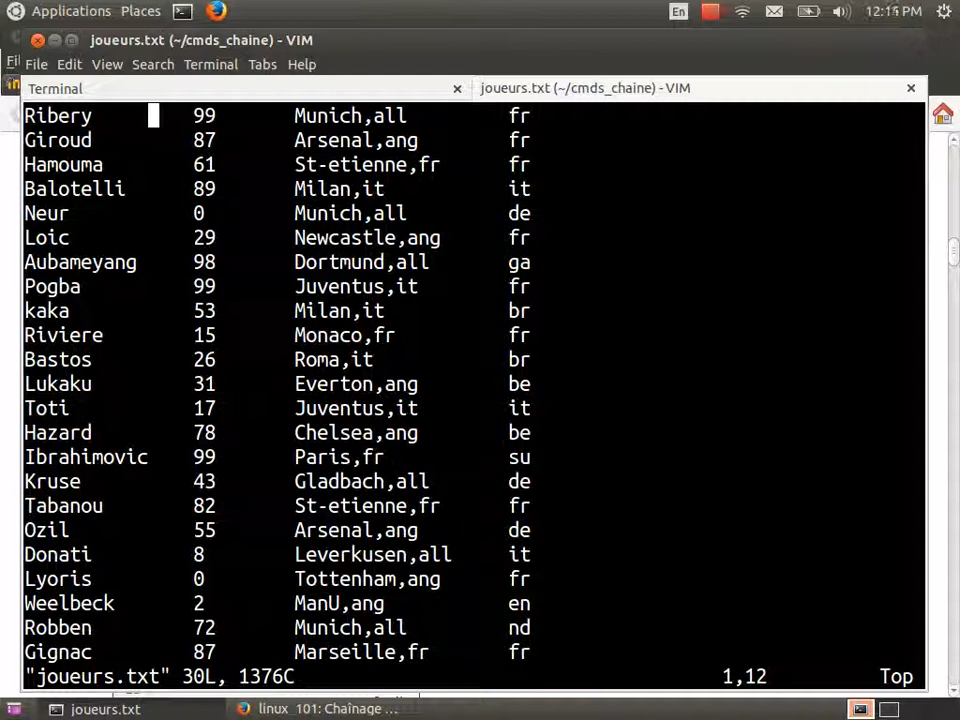 Applications Places En 12:15 PM
joueurs.txt (~/cmds_chaine) - VIM
File Edit View Search Terminal Tabs Help
Terminal × joueurs.txt (~/cmds_chaine) - VIM ×
Ribery 99 Munich,all fr
Giroud 87 Arsenal,ang fr
Hamouma 61 St-etienne,fr fr
Balotelli 89 Milan,it it
Neur 0 Munich,all de
Loic 29 Newcastle,ang fr
Aubameyang 98 Dortmund,all ga
Pogba 99 Juventus,it fr
kaka 53 Milan,it br
Riviere 15 Monaco,fr fr
Bastos 26 Roma,it br
Lukaku 31 Everton,ang be
Toti 17 Juventus,it it
Hazard 78 Chelsea,ang be
Ibrahimovic 99 Paris,fr su
Kruse 43 Gladbach,all de
Tabanou 82 St-etienne,fr fr
Ozil 55 Arsenal,ang de
Donati 8 Leverkusen,all it
Lyoris 0 Tottenham,ang fr
Weelbeck 2 ManU,ang en
Robben 72 Munich,all nd
Gignac 87 Marseille,fr fr
"joueurs.txt" 30L, 1376C 1,12 Top
joueurs.txt linux_101: Chaînage ...